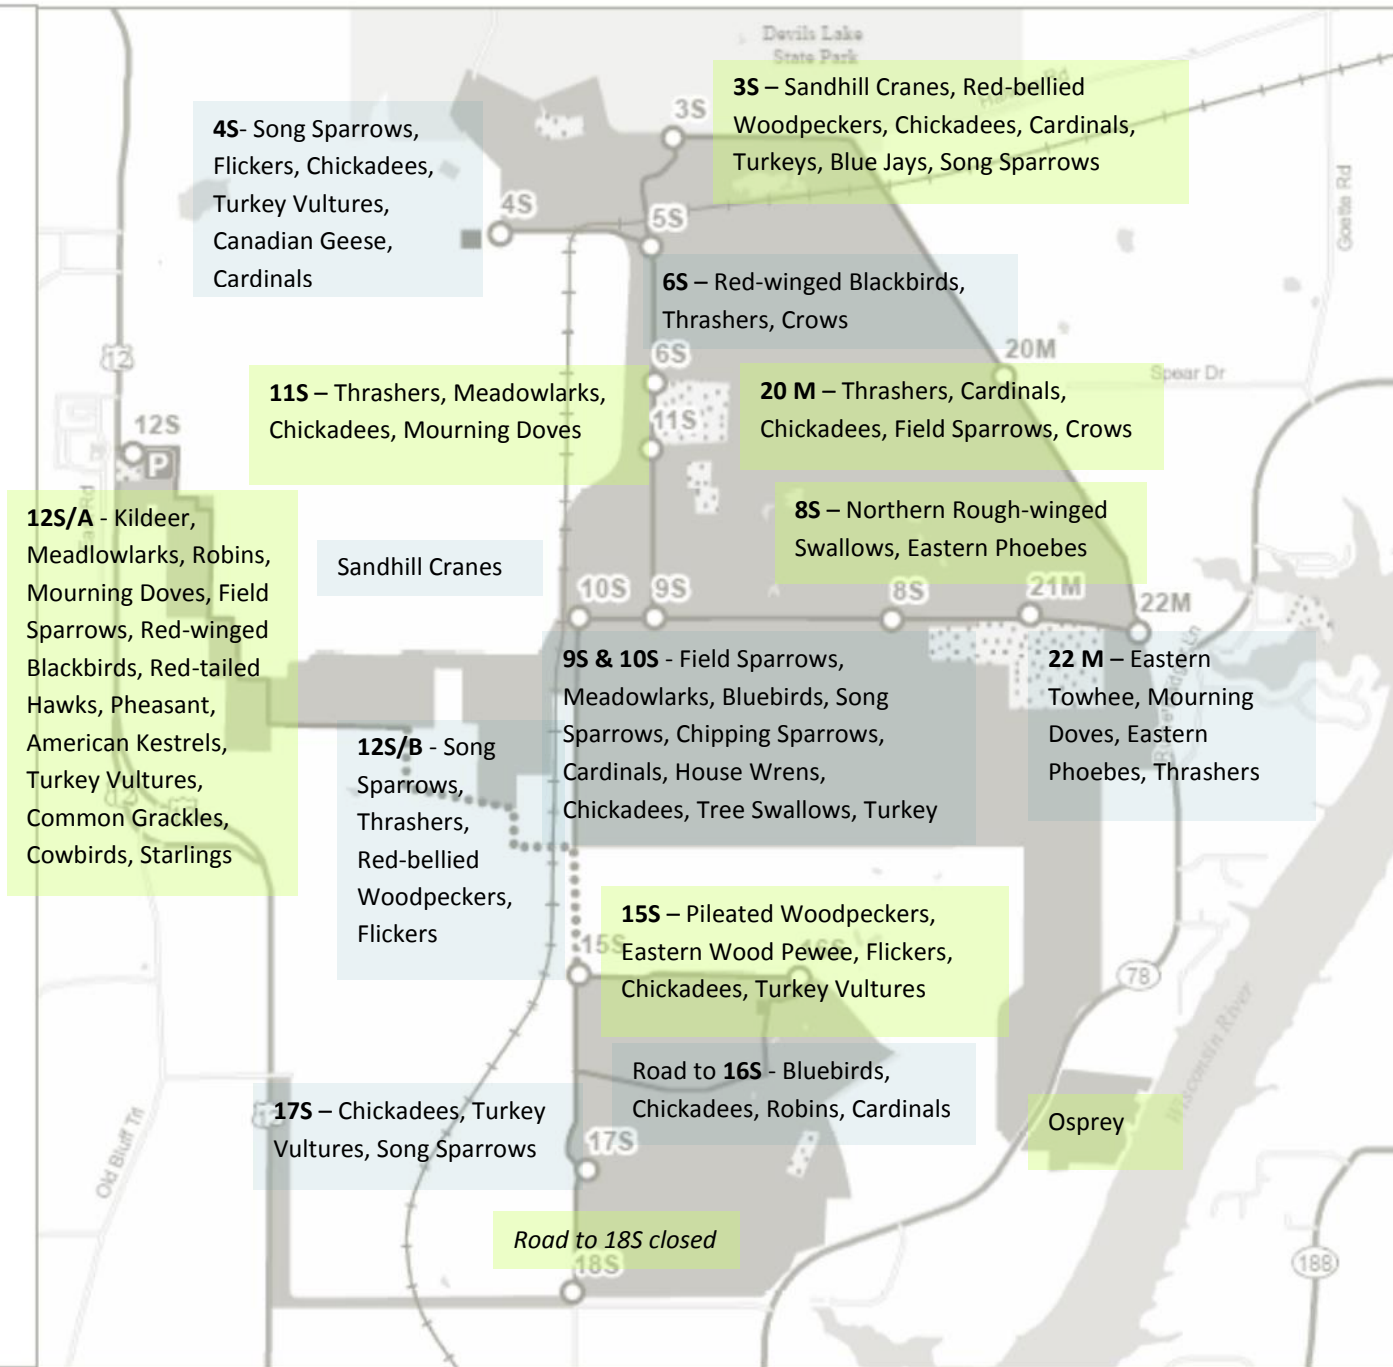 Devils Lake
State Park
3S – Sandhill Cranes, Red-bellied
Woodpeckers, Chickadees, Cardinals,
Turkeys, Blue Jays, Song Sparrows
3S
4S- Song Sparrows,
Flickers, Chickadees,
Turkey Vultures,
Canadian Geese,
Cardinals
4S
5S
Goette Rd
6S – Red-winged Blackbirds,
Thrashers, Crows
12
6S
20M
Spear Dr
11S – Thrashers, Meadowlarks,
Chickadees, Mourning Doves
20 M – Thrashers, Cardinals,
Chickadees, Field Sparrows, Crows
11S
12S
P
Rd
8S – Northern Rough-winged
Swallows, Eastern Phoebes
12S/A - Kildeer,
Meadlowlarks, Robins,
Mourning Doves, Field
Sparrows, Red-winged
Blackbirds, Red-tailed
Hawks, Pheasant,
American Kestrels,
Turkey Vultures,
Common Grackles,
Cowbirds, Starlings
Sandhill Cranes
10S
9S
8S
21M
22M
9S & 10S - Field Sparrows,
Meadowlarks, Bluebirds, Song
Sparrows, Chipping Sparrows,
Cardinals, House Wrens,
Chickadees, Tree Swallows, Turkey
22 M – Eastern
Towhee, Mourning
Doves, Eastern
Phoebes, Thrashers
12S/B - Song
Sparrows,
Thrashers,
Red-bellied
Woodpeckers,
Flickers
15S – Pileated Woodpeckers,
Eastern Wood Pewee, Flickers,
Chickadees, Turkey Vultures
15S
16S
78
Wisconsin River
Road to 16S - Bluebirds,
Chickadees, Robins, Cardinals
17S – Chickadees, Turkey
Vultures, Song Sparrows
Osprey
Old Bluff Trl
17S
Road to 18S closed
18S
188